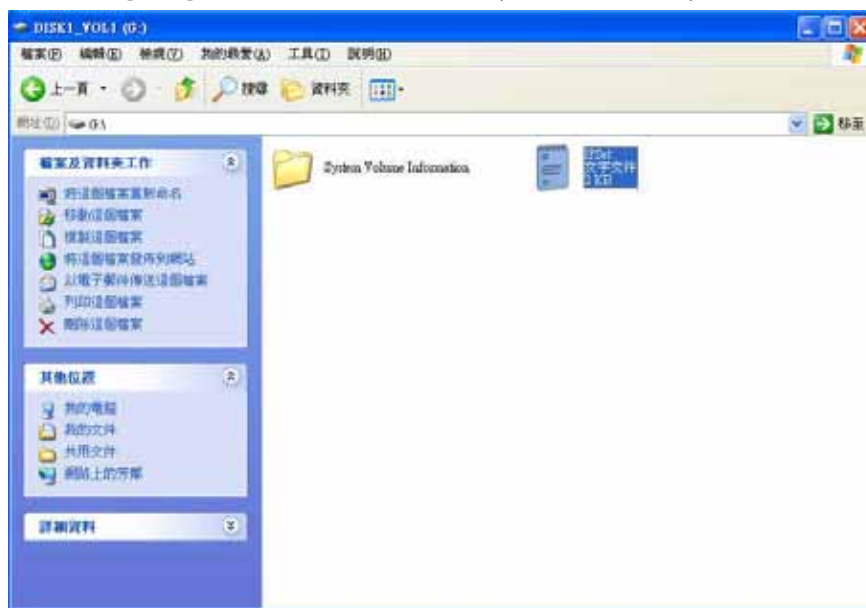 DISK1_VOL1 (G:)
檔案(F) 編輯(E) 檢視(V) 我的最愛(A) 工具(T) 說明(H)
上一頁 搜尋 資料夾
網址(D) G:\ 移至
檔案及資料夾工作
將這個檔案重新命名
移動這個檔案
複製這個檔案
將這個檔案發佈到網站
以電子郵件傳送這個檔案
列印這個檔案
刪除這個檔案
其他位置
我的電腦
我的文件
共用文件
網路上的芳鄰
詳細資料
System Volume Information
文字文件